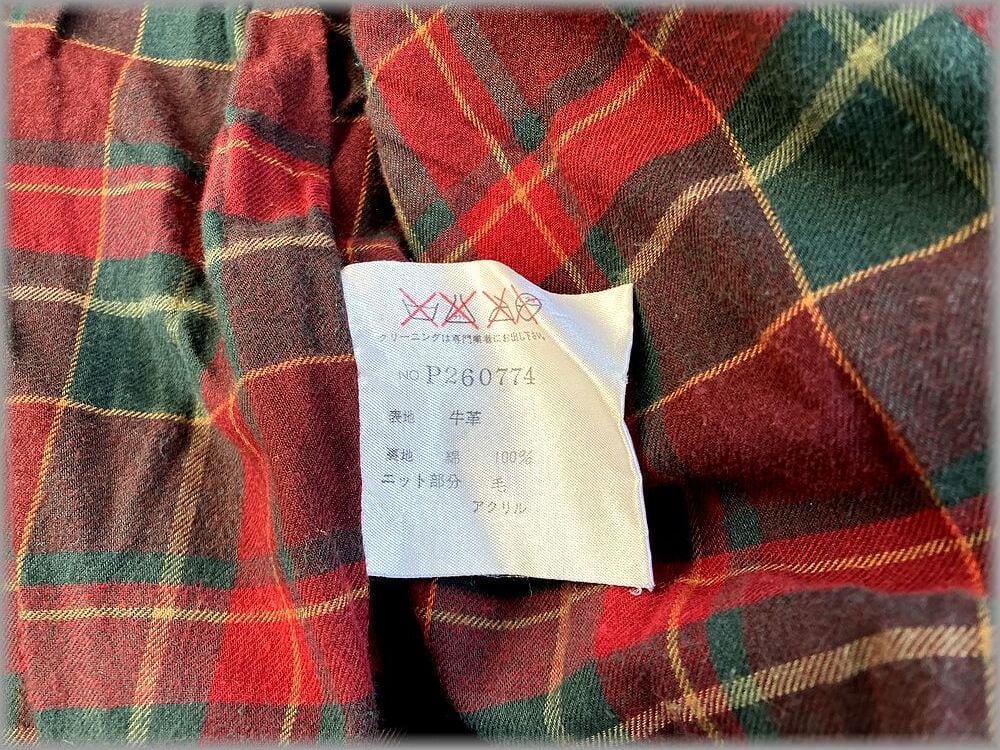 クリーニングは専門業者にお出し下さい。
NO P260774
表地 牛革
裏地 綿 100%
ニット部分 毛
アクリル